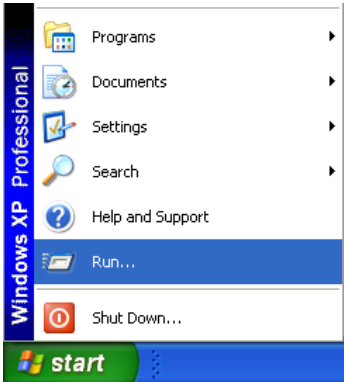 Programs
Documents
Settings
Search
Help and Support
Run...
Shut Down...
Windows XP Professional
start